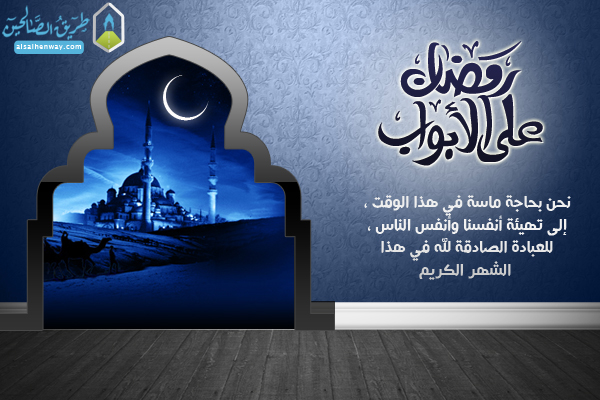 طريق الصالحين
alsalhenway.com
رمضان
على الأبواب
نحن بحاجة ماسة في هذا الوقت ،
إلى تهيئة أنفسنا وأنفس الناس ،
للعبادة الصادقة لله في هذا
الشهر الكريم